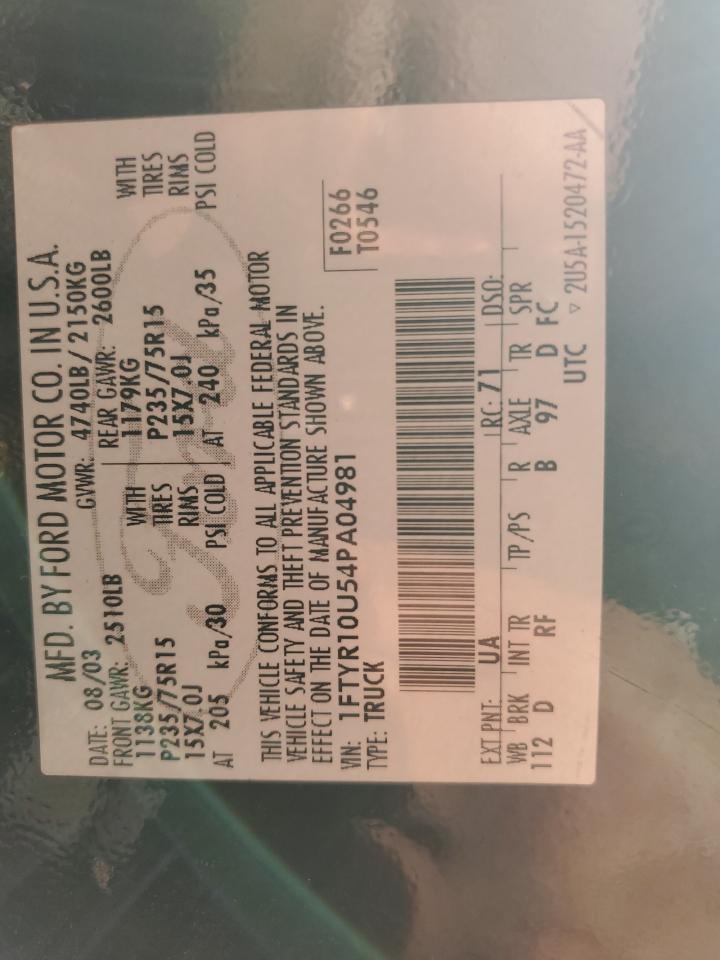 MFD. BY FORD MOTOR CO. IN U.S.A.
DATE: 08/03 GVWR: 4740LB / 2150KG
FRONT GAWR: 2510LB REAR GAWR: 2600LB
1138KG WITH 1179KG WITH
P235/75R15 TIRES P235/75R15 TIRES
15X7.0J RIMS 15X7.0J RIMS
AT 205 kPa/30 PSI COLD AT 240 kPa/35 PSI COLD
THIS VEHICLE CONFORMS TO ALL APPLICABLE FEDERAL MOTOR
VEHICLE SAFETY AND THEFT PREVENTION STANDARDS IN
EFFECT ON THE DATE OF MANUFACTURE SHOWN ABOVE.
VIN: 1FTYR10U54PA04981 F0266
TYPE: TRUCK T0546
EXT PNT: UA RC: 71 DSO:
WB BRK INT TR TP/PS R AXLE TR SPR
112 D RF B 97 D FC
UTC ▽ 2U5A-1520472-AA
Ford